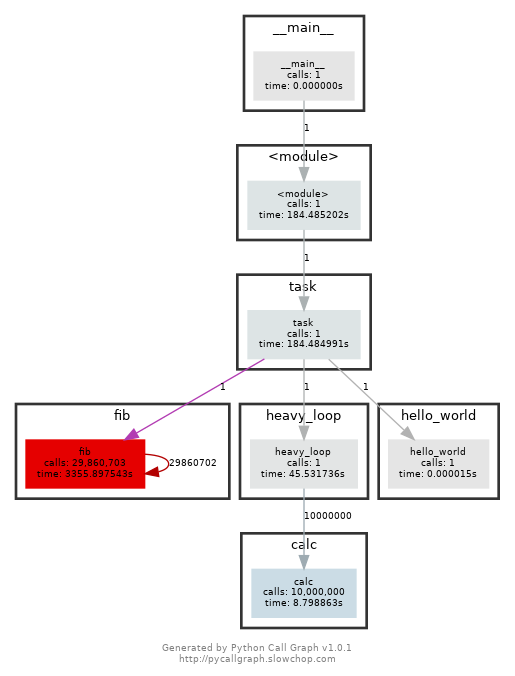 __main__
__main__
calls: 1
time: 0.000000s
1
<module>
<module>
calls: 1
time: 184.485202s
1
task
task
calls: 1
time: 184.484991s
1
1
1
fib
fib
calls: 29,860,703
time: 3355.897543s
29860702
heavy_loop
heavy_loop
calls: 1
time: 45.531736s
hello_world
hello_world
calls: 1
time: 0.000015s
10000000
calc
calc
calls: 10,000,000
time: 8.798863s
Generated by Python Call Graph v1.0.1
http://pycallgraph.slowchop.com